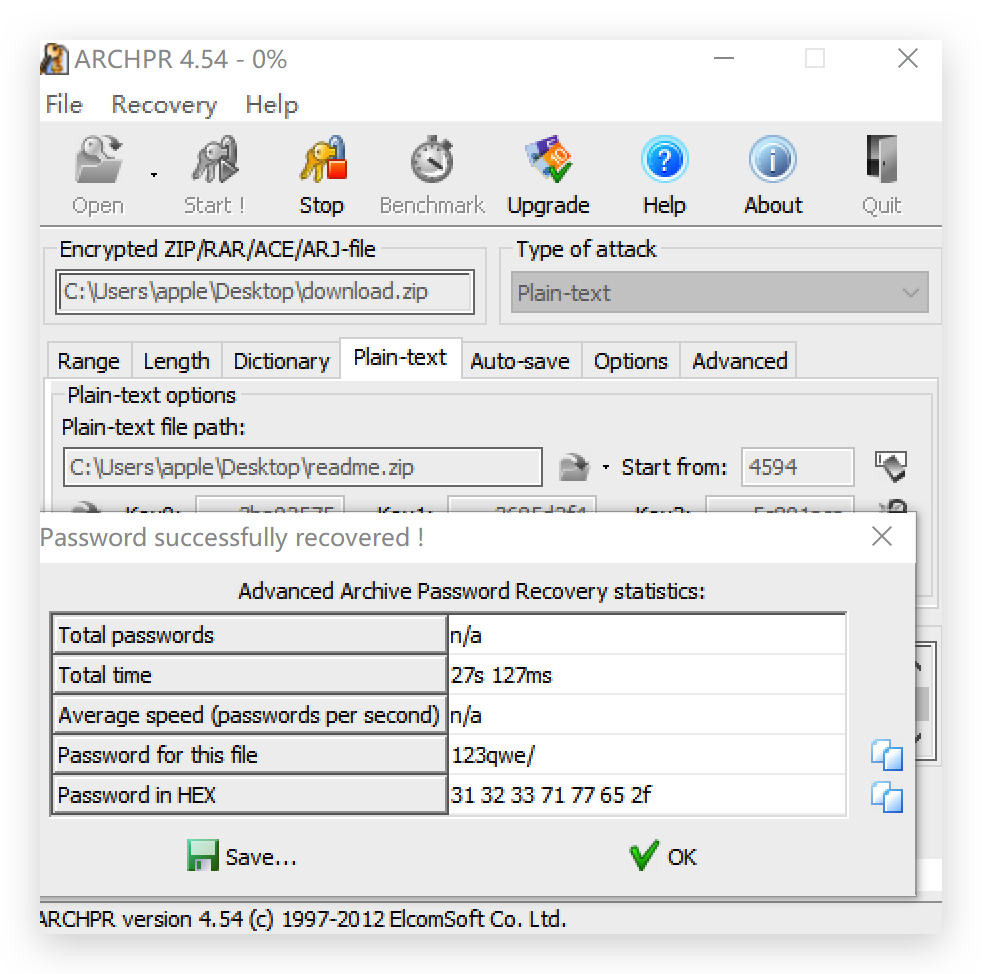 ARCHPR 4.54 - 0%
File Recovery Help
Open Start ! Stop Benchmark Upgrade Help About Quit
Encrypted ZIP/RAR/ACE/ARJ-file Type of attack
C:\Users\apple\Desktop\download.zip Plain-text
Range Length Dictionary Plain-text Auto-save Options Advanced
Plain-text options
Plain-text file path:
C:\Users\apple\Desktop\readme.zip Start from: 4594
Key0: Key1: Key2:
Password successfully recovered !
Advanced Archive Password Recovery statistics:
Total passwords n/a
Total time 27s 127ms
Average speed (passwords per second) n/a
Password for this file 123qwe/
Password in HEX 31 32 33 71 77 65 2f
Save... OK
ARCHPR version 4.54 (c) 1997-2012 ElcomSoft Co. Ltd.